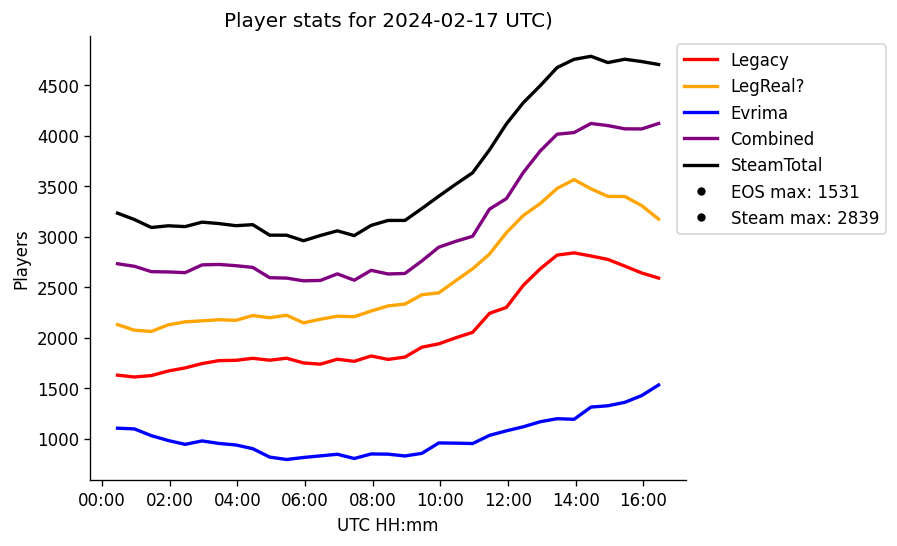 Player stats for 2024-02-17 UTC)
Players
4500
4000
3500
3000
2500
2000
1500
1000
00:00 02:00 04:00 06:00 08:00 10:00 12:00 14:00 16:00
UTC HH:mm
Legacy
LegReal?
Evrima
Combined
SteamTotal
EOS max: 1531
Steam max: 2839